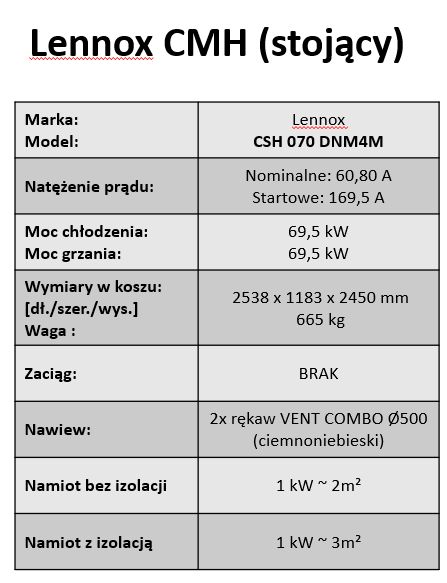 Lennox CMH (stojący)
Marka: Lennox
Model: CSH 070 DNM4M
Natężenie prądu: Nominalne: 60,80 A
Startowe: 169,5 A
Moc chłodzenia: 69,5 kW
Moc grzania: 69,5 kW
Wymiary w koszu:
[dł./szer./wys.] 2538 x 1183 x 2450 mm
Waga : 665 kg
Zaciąg: BRAK
Nawiew: 2x rękaw VENT COMBO Ø500
(ciemnoniebieski)
Namiot bez izolacji 1 kW ~ 2m²
Namiot z izolacją 1 kW ~ 3m²